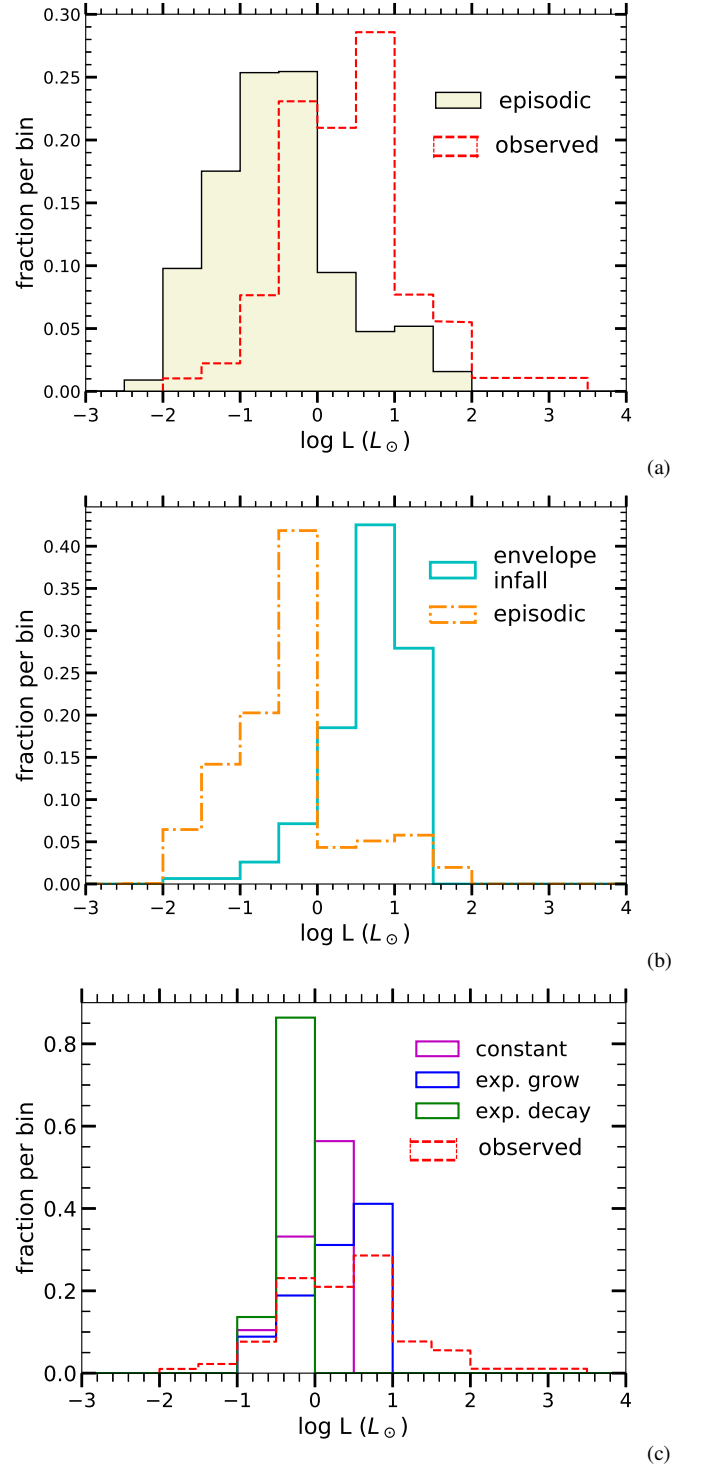 0.30
0.25
0.20
0.15
0.10
0.05
0.00
fraction per bin
episodic
observed
−3 −2 −1 0 1 2 3 4
log L (L⊙)
(a)
0.40
0.35
0.30
0.25
0.20
0.15
0.10
0.05
0.00
fraction per bin
envelope
infall
episodic
−3 −2 −1 0 1 2 3 4
log L (L⊙)
(b)
0.8
0.6
0.4
0.2
0.0
fraction per bin
constant
exp. grow
exp. decay
observed
−3 −2 −1 0 1 2 3 4
log L (L⊙)
(c)